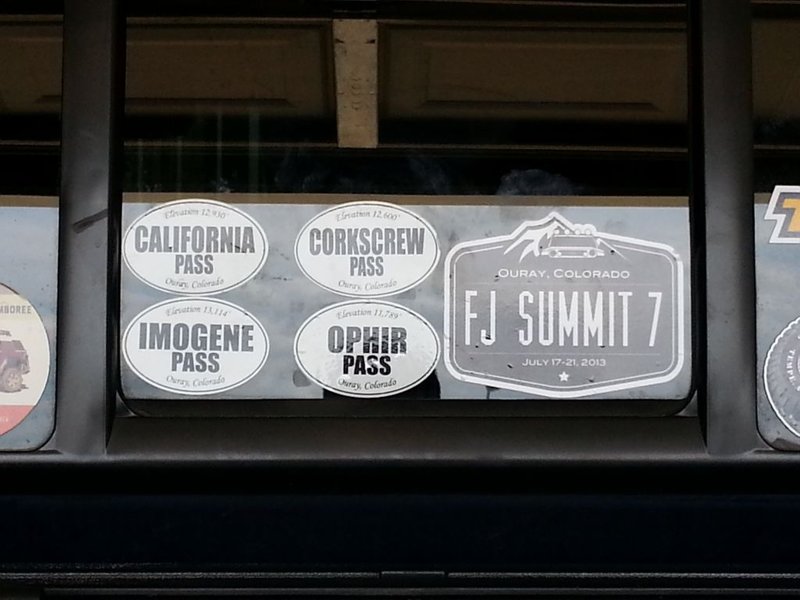 Elevation 12,930'
CALIFORNIA
PASS
Ouray, Colorado
Elevation 12,600'
CORKSCREW
PASS
Ouray, Colorado
Elevation 13,114'
IMOGENE
PASS
Ouray, Colorado
Elevation 11,789'
OPHIR
PASS
Ouray, Colorado
OURAY, COLORADO
FJ SUMMIT 7
JULY 17-21, 2013